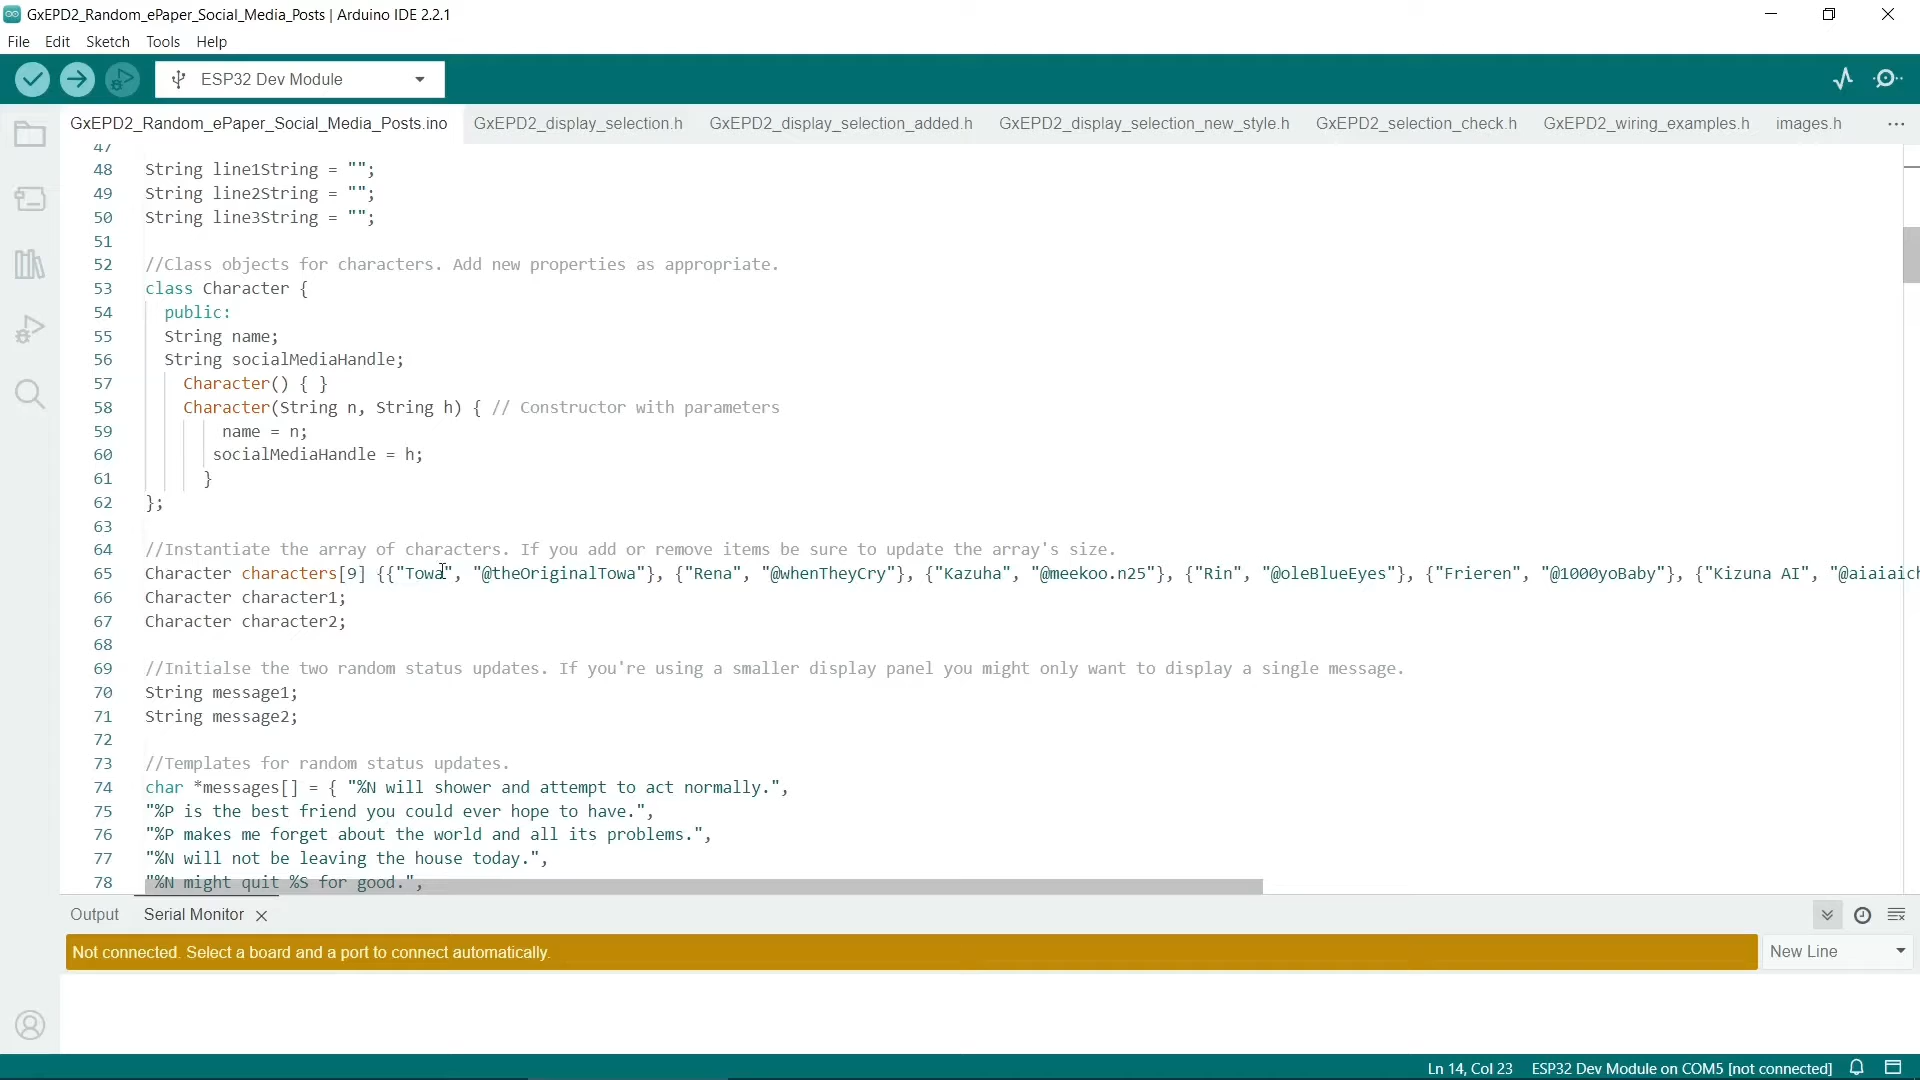 GxEPD2_Random_ePaper_Social_Media_Posts | Arduino IDE 2.2.1
File Edit Sketch Tools Help
ESP32 Dev Module
GxEPD2_Random_ePaper_Social_Media_Posts.ino GxEPD2_display_selection.h GxEPD2_display_selection_added.h GxEPD2_display_selection_new_style.h GxEPD2_selection_check.h GxEPD2_wiring_examples.h images.h ...
47
48 String line1String = "";
49 String line2String = "";
50 String line3String = "";
51
52 //Class objects for characters. Add new properties as appropriate.
53 class Character {
54 public:
55 String name;
56 String socialMediaHandle;
57 Character() { }
58 Character(String n, String h) { // Constructor with parameters
59 name = n;
60 socialMediaHandle = h;
61 }
62 };
63
64 //Instantiate the array of characters. If you add or remove items be sure to update the array's size.
65 Character characters[9] {{"Towa", "@theOriginalTowa"}, {"Rena", "@whenTheyCry"}, {"Kazuha", "@meekoo.n25"}, {"Rin", "@oleBlueEyes"}, {"Frieren", "@1000yoBaby"}, {"Kizuna AI", "@aiaiaich
66 Character character1;
67 Character character2;
68
69 //Initialse the two random status updates. If you're using a smaller display panel you might only want to display a single message.
70 String message1;
71 String message2;
72
73 //Templates for random status updates.
74 char *messages[] = { "%N will shower and attempt to act normally.",
75 "%P is the best friend you could ever hope to have.",
76 "%P makes me forget about the world and all its problems.",
77 "%N will not be leaving the house today.",
78 "%N might quit %S for good.",
Output Serial Monitor
Not connected. Select a board and a port to connect automatically.
New Line
Ln 14, Col 23 ESP32 Dev Module on COM5 [not connected]